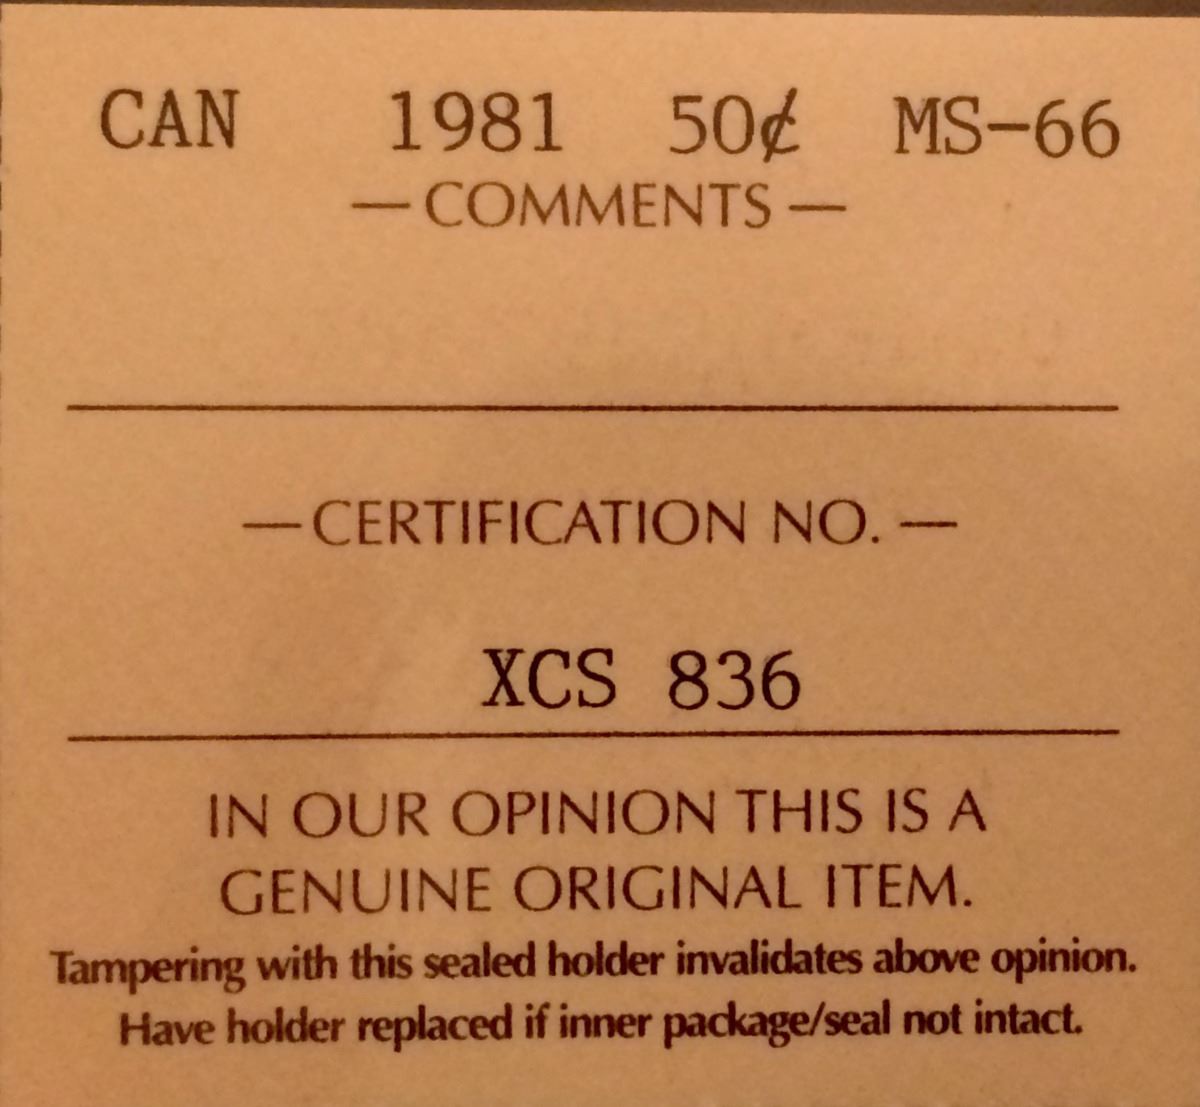 CAN 1981 50¢ MS-66
— COMMENTS —
— CERTIFICATION NO. —
XCS 836
IN OUR OPINION THIS IS A
GENUINE ORIGINAL ITEM.
Tampering with this sealed holder invalidates above opinion.
Have holder replaced if inner package/seal not intact.